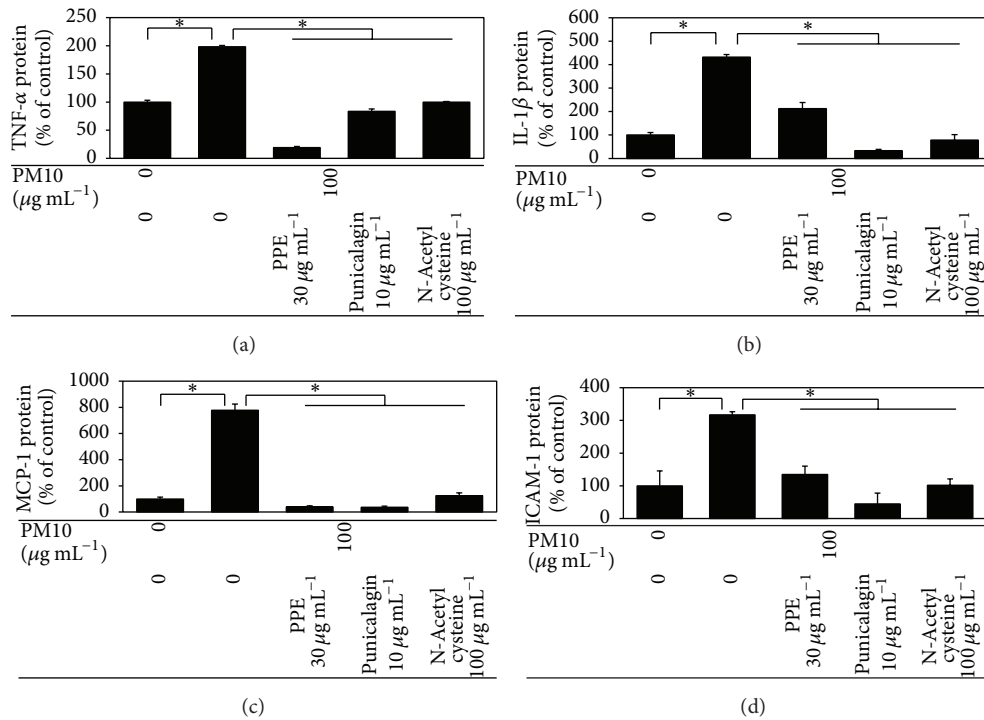 250
200
150
100
50
0
TNF-α protein
(% of control)
* *
PM10
(μg mL−1)
0
100
0
0
PPE
30 μg mL−1
Punicalagin
10 μg mL−1
N-Acetyl
cysteine
100 μg mL−1
(a)
600
500
400
300
200
100
0
IL-1β protein
(% of control)
* *
PM10
(μg mL−1)
0
100
0
0
PPE
30 μg mL−1
Punicalagin
10 μg mL−1
N-Acetyl
cysteine
100 μg mL−1
(b)
1000
800
600
400
200
0
MCP-1 protein
(% of control)
* *
PM10
(μg mL−1)
0
100
0
0
PPE
30 μg mL−1
Punicalagin
10 μg mL−1
N-Acetyl
cysteine
100 μg mL−1
(c)
400
300
200
100
0
ICAM-1 protein
(% of control)
* *
PM10
(μg mL−1)
0
100
0
0
PPE
30 μg mL−1
Punicalagin
10 μg mL−1
N-Acetyl
cysteine
100 μg mL−1
(d)